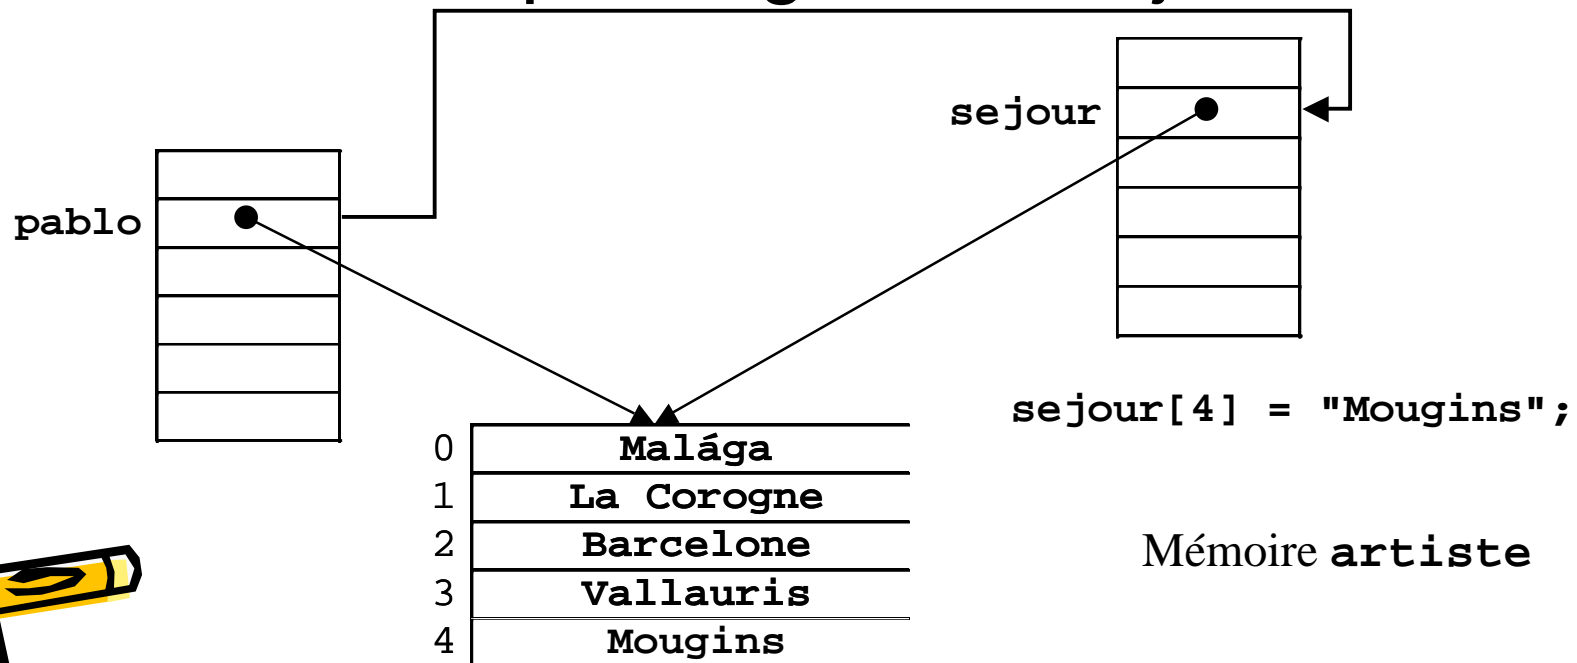 sejour
pablo
sejour[4] = "Mougins";
0 Malága
1 La Corogne
2 Barcelone
3 Vallauris
4 Mougins
Mémoire artiste